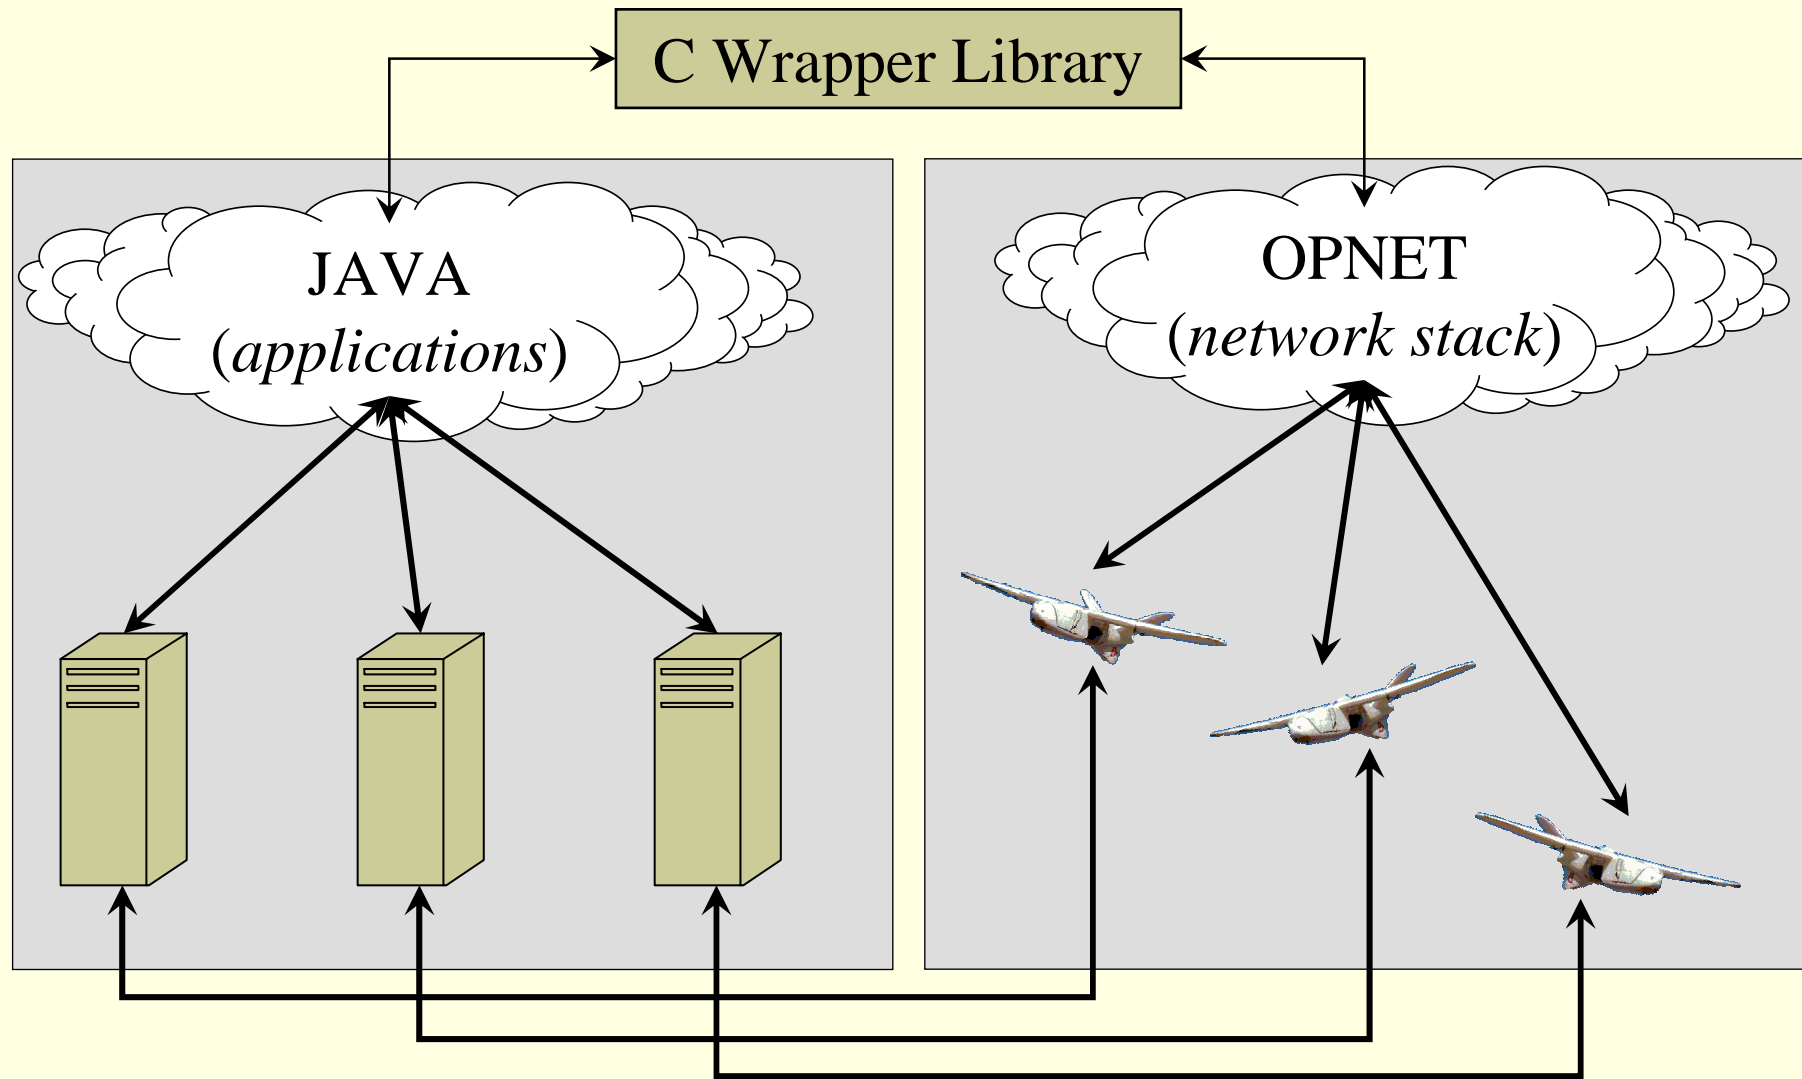 C Wrapper Library
JAVA
(applications)
OPNET
(network stack)